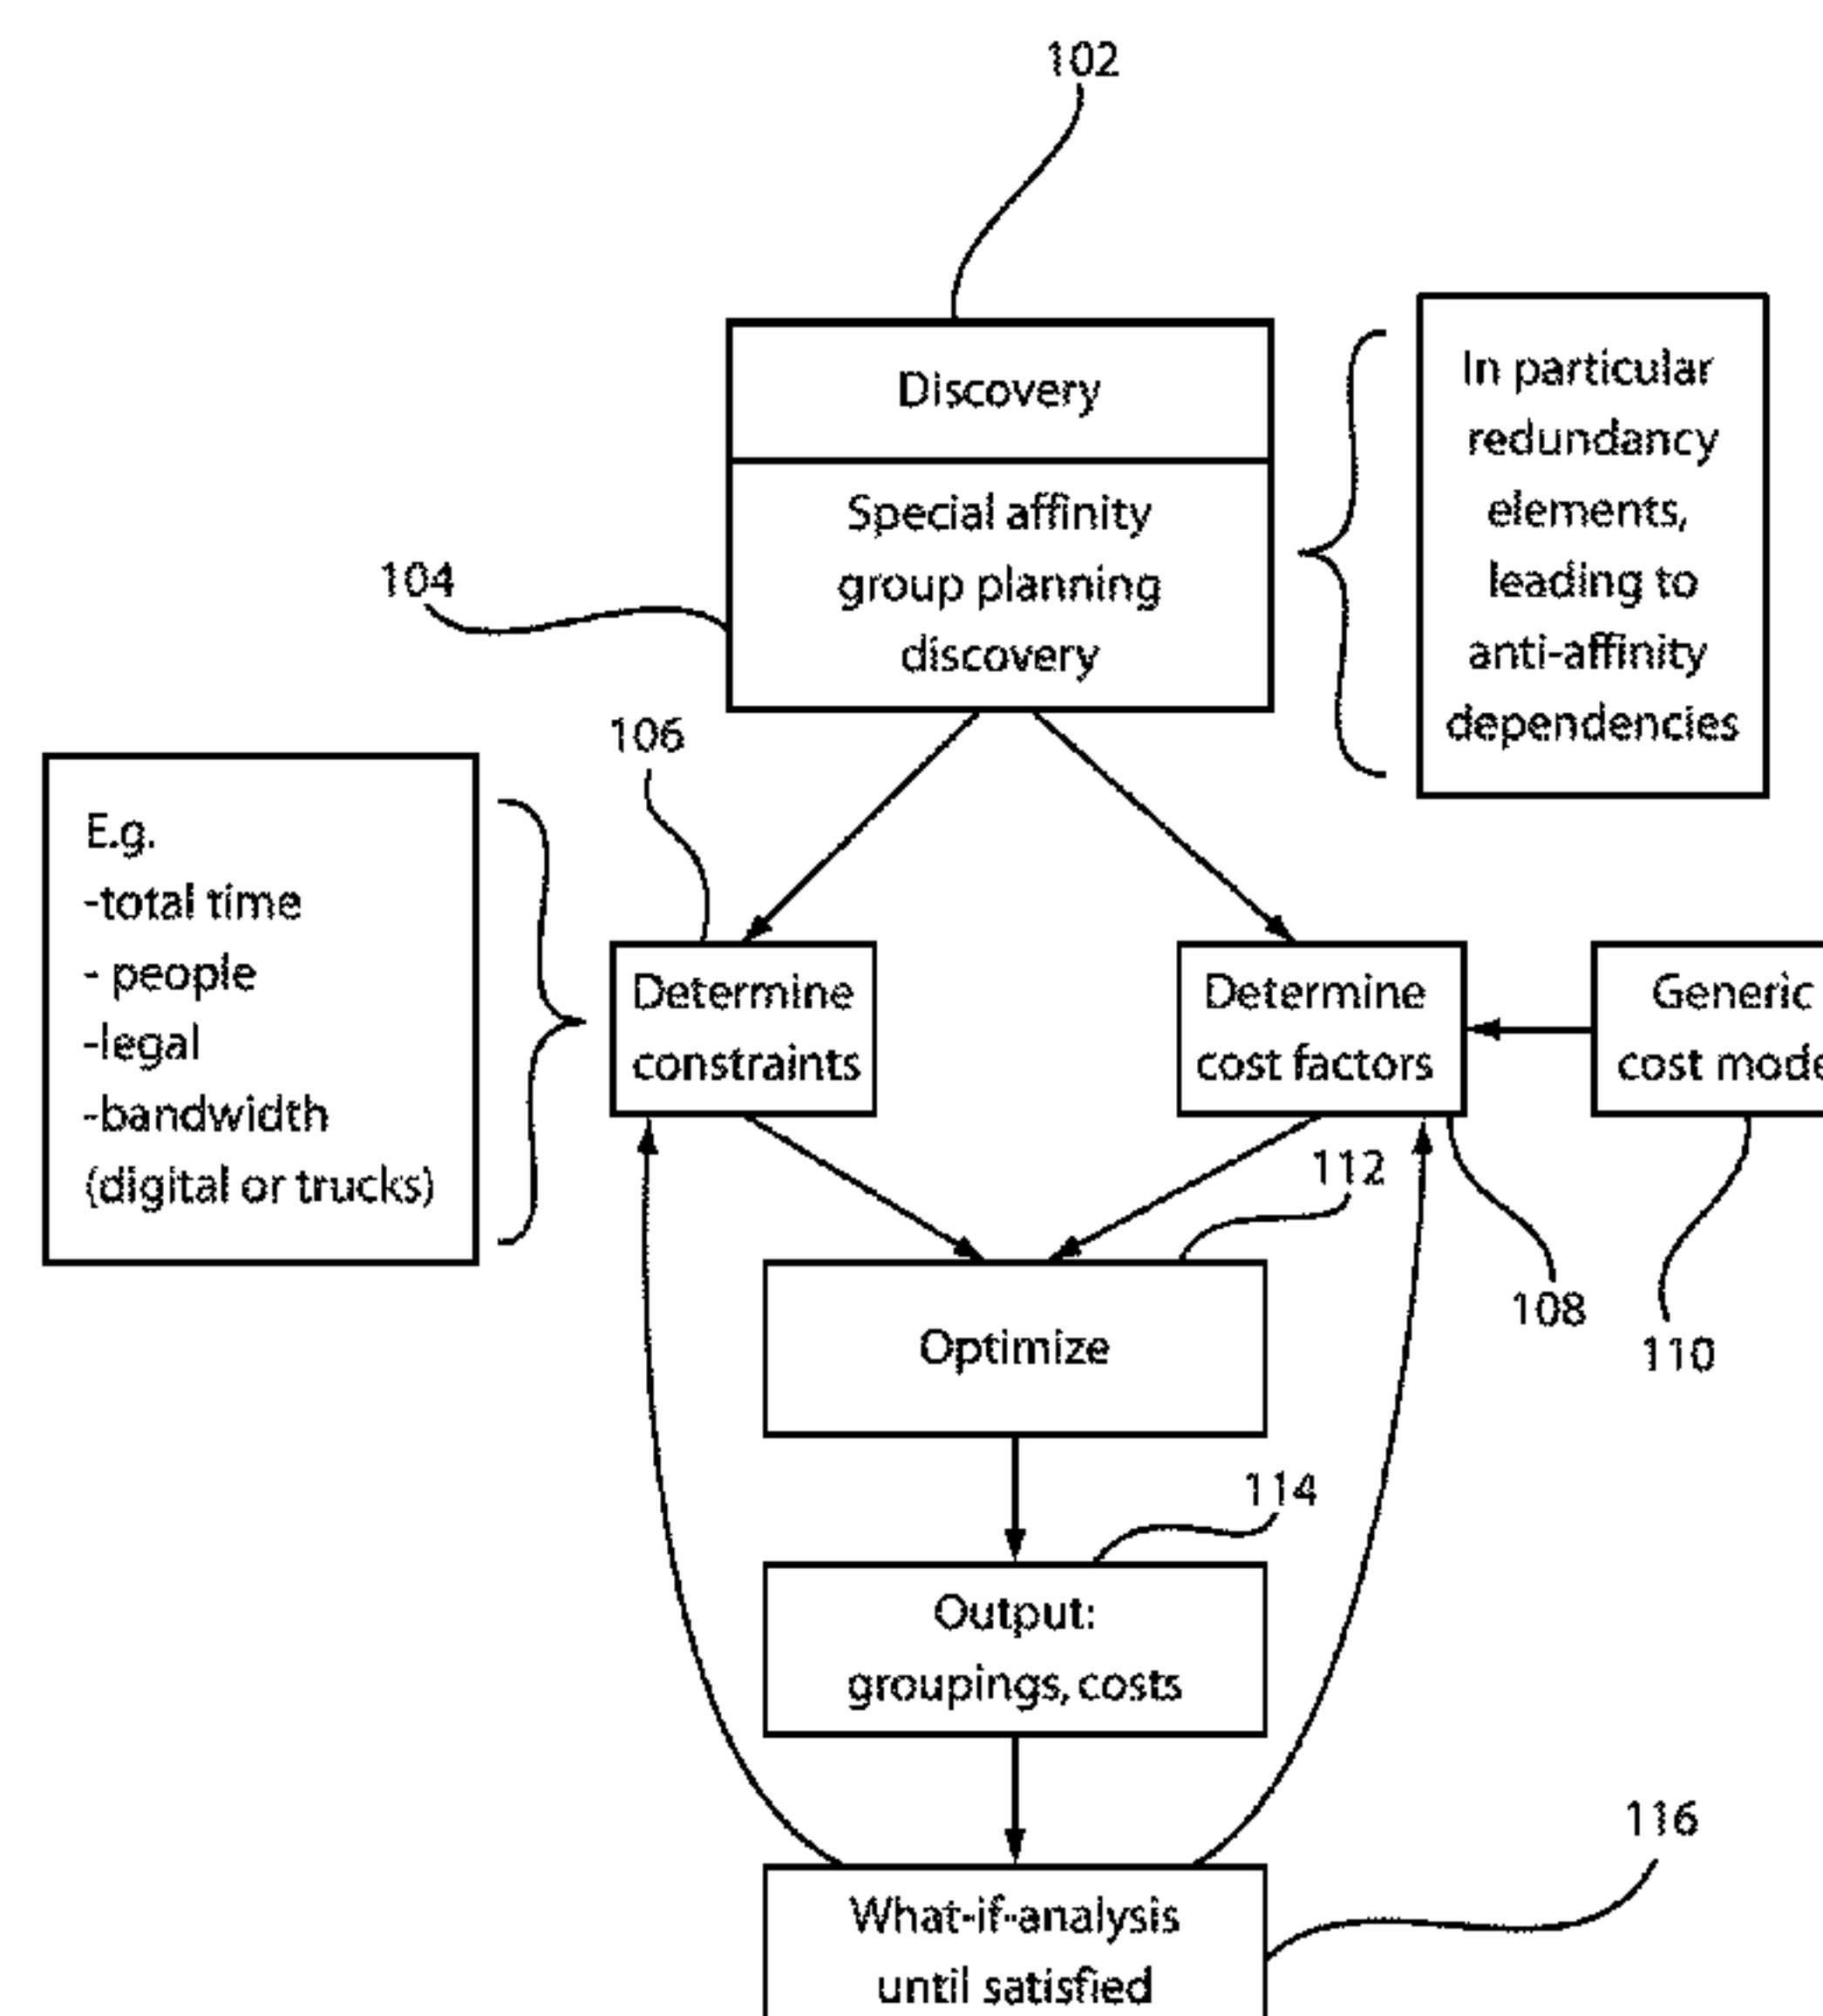 102
Discovery
Special affinity
group planning
discovery
104
In particular
redundancy
elements,
leading to
anti-affinity
dependencies
106
E.g.
-total time
- people
-legal
-bandwidth
(digital or trucks)
Determine
constraints
Determine
cost factors
Generic
cost mode
112
108
110
Optimize
114
Output:
groupings, costs
116
What-if-analysis
until satisfied